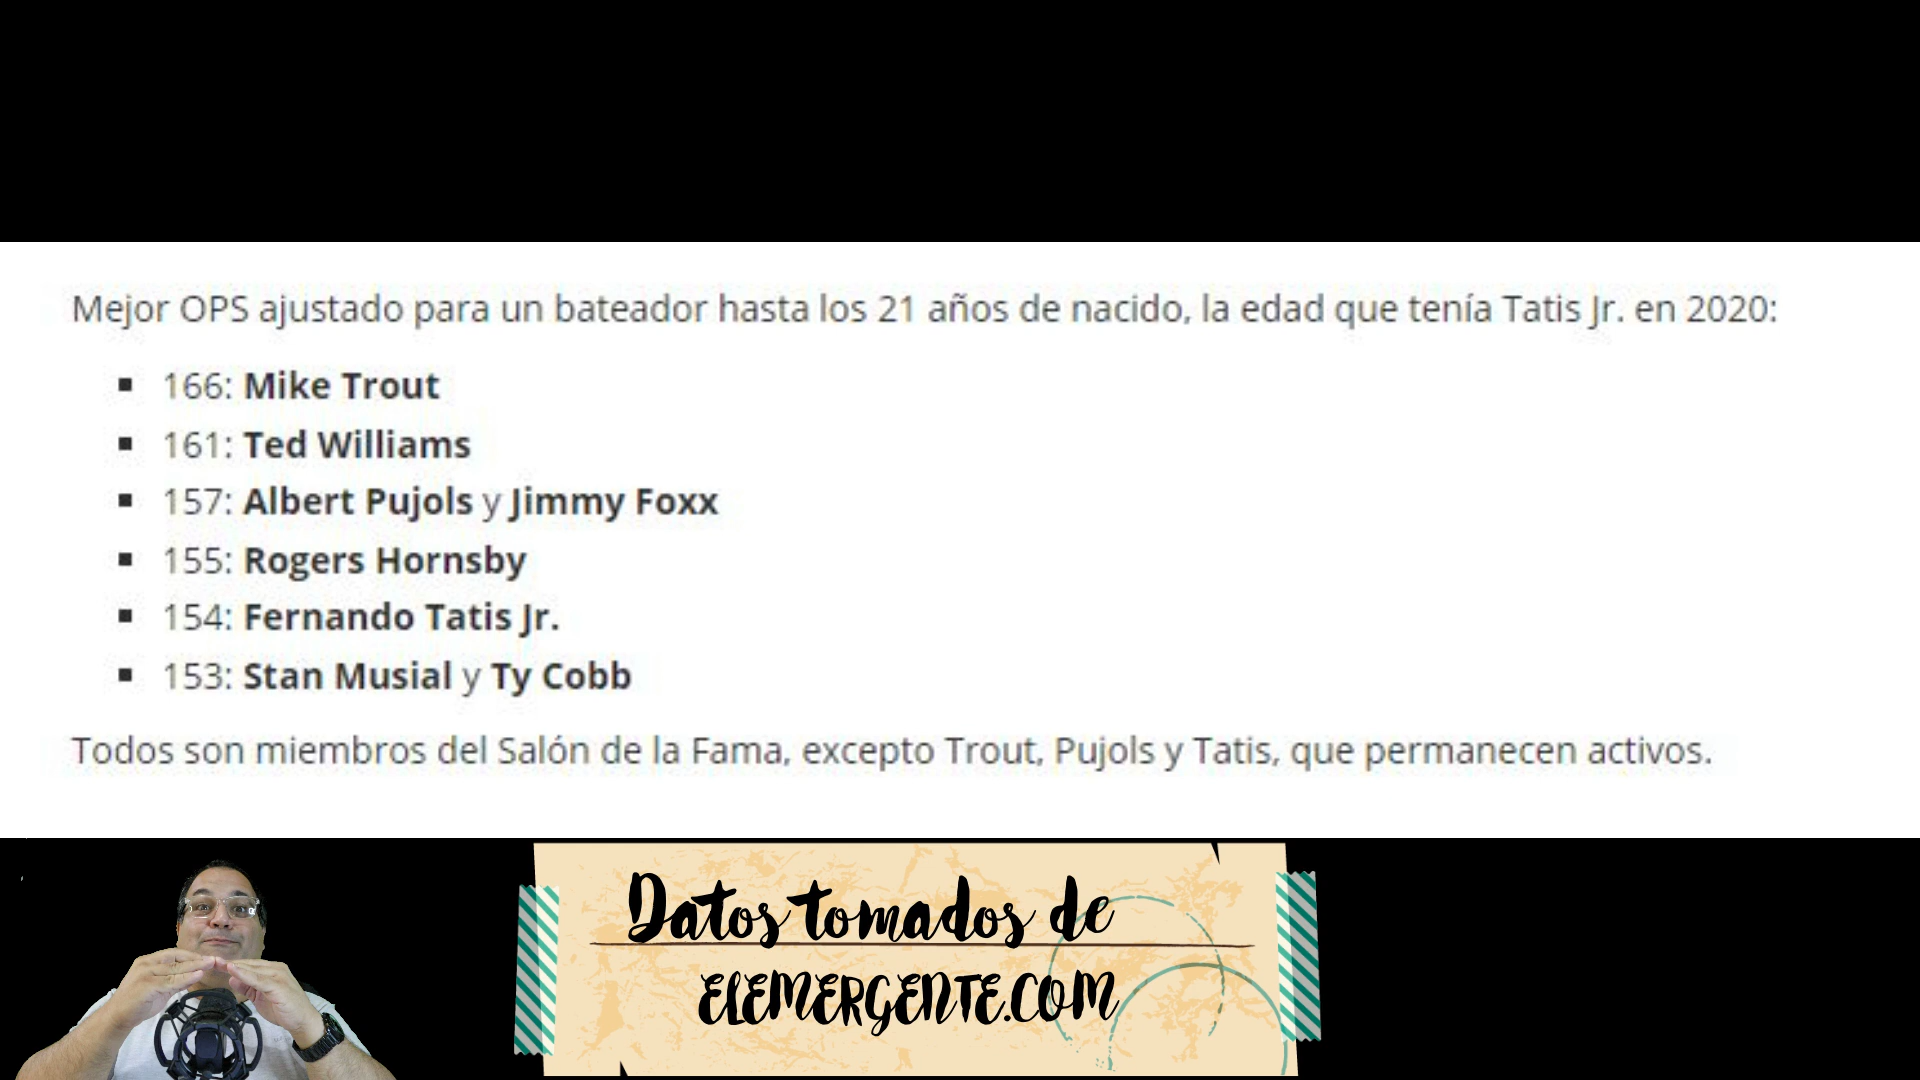 Mejor OPS ajustado para un bateador hasta los 21 años de nacido, la edad que tenía Tatis Jr. en 2020:
166: Mike Trout
161: Ted Williams
157: Albert Pujols y Jimmy Foxx
155: Rogers Hornsby
154: Fernando Tatis Jr.
153: Stan Musial y Ty Cobb
Todos son miembros del Salón de la Fama, excepto Trout, Pujols y Tatis, que permanecen activos.
Datos tomados de
ELEMERGENTE.COM